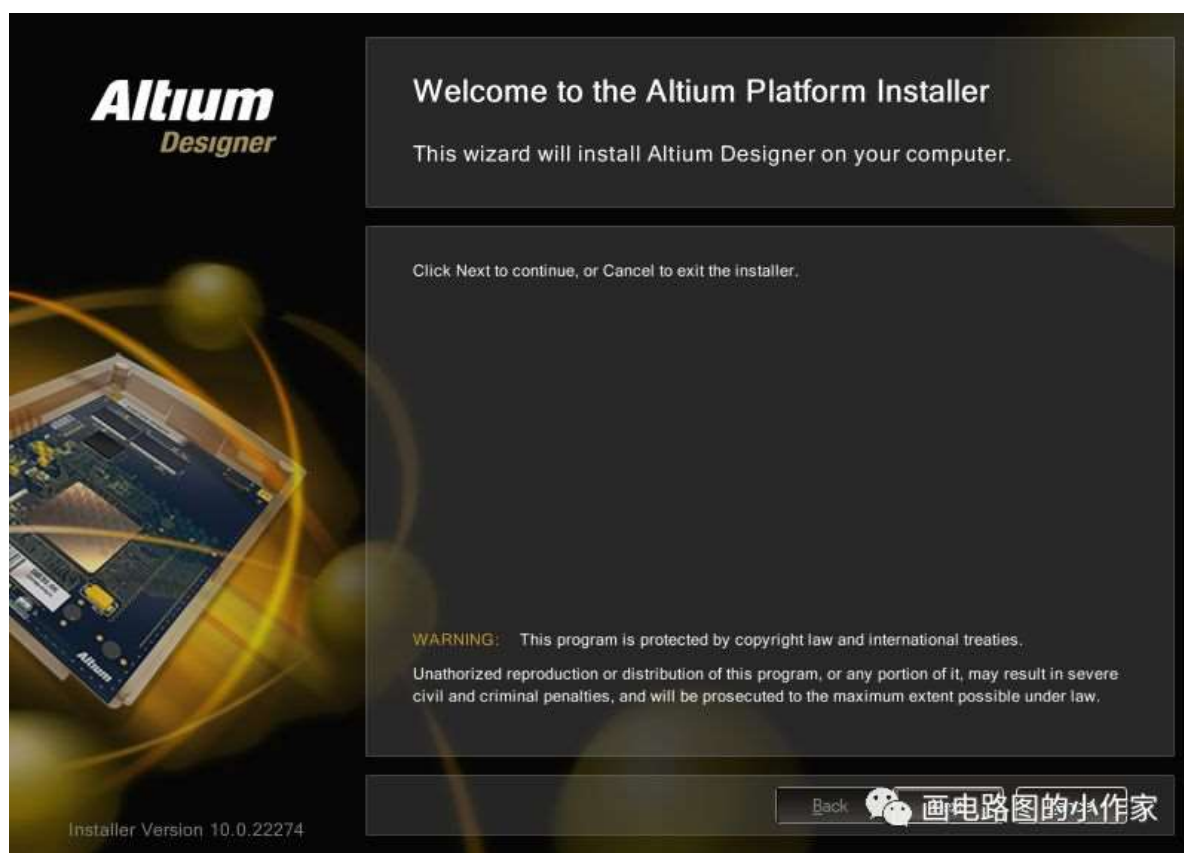 Altium
Designer
Welcome to the Altium Platform Installer
This wizard will install Altium Designer on your computer.
Click Next to continue, or Cancel to exit the installer.
WARNING: This program is protected by copyright law and international treaties.
Unathorized reproduction or distribution of this program, or any portion of it, may result in severe
civil and criminal penalties, and will be prosecuted to the maximum extent possible under law.
Altium
Back
画电路图的小作家
Installer Version 10.0.22274